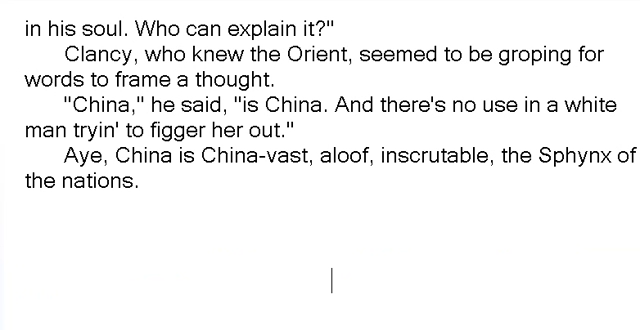 in his soul. Who can explain it?"
Clancy, who knew the Orient, seemed to be groping for
words to frame a thought.
"China," he said, "is China. And there's no use in a white
man tryin' to figger her out."
Aye, China is China-vast, aloof, inscrutable, the Sphynx of
the nations.